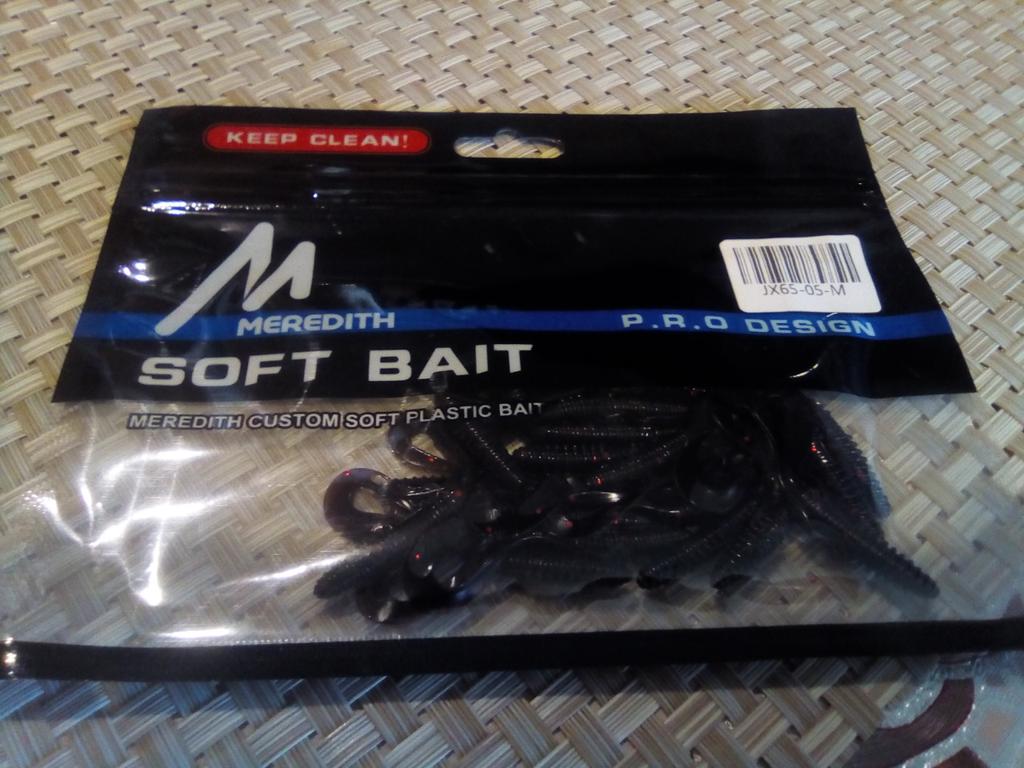 KEEP CLEAN!
JX65-05-M
MEREDITH
P.R.O DESIGN
SOFT BAIT
MEREDITH CUSTOM SOFT PLASTIC BAIT